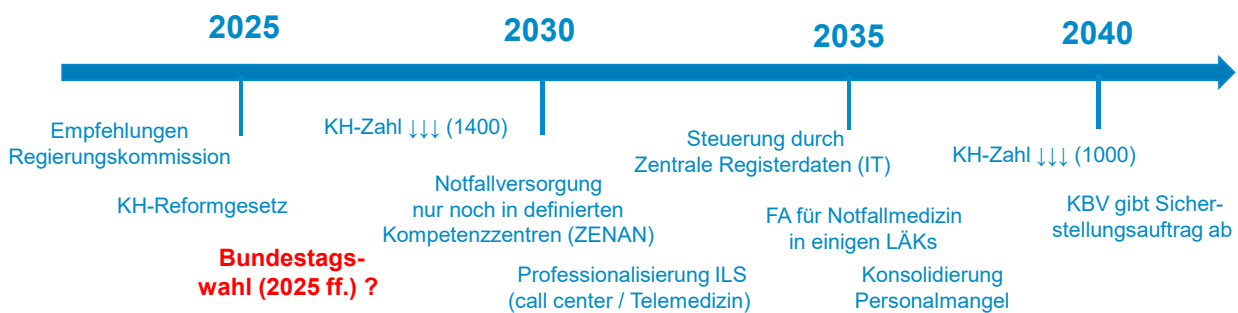 2025
2030
2035
2040
Empfehlungen
Regierungskommission
KH-Reformgesetz
Bundestags-
wahl (2025 ff.) ?
KH-Zahl ↓↓↓ (1400)
Notfallversorgung
nur noch in definierten
Kompetenzzentren (ZENAN)
Professionalisierung ILS
(call center / Telemedizin)
Steuerung durch
Zentrale Registerdaten (IT)
FA für Notfallmedizin
in einigen LÄKs
Konsolidierung
Personalmangel
KH-Zahl ↓↓↓ (1000)
KBV gibt Sicher-
stellungsauftrag ab